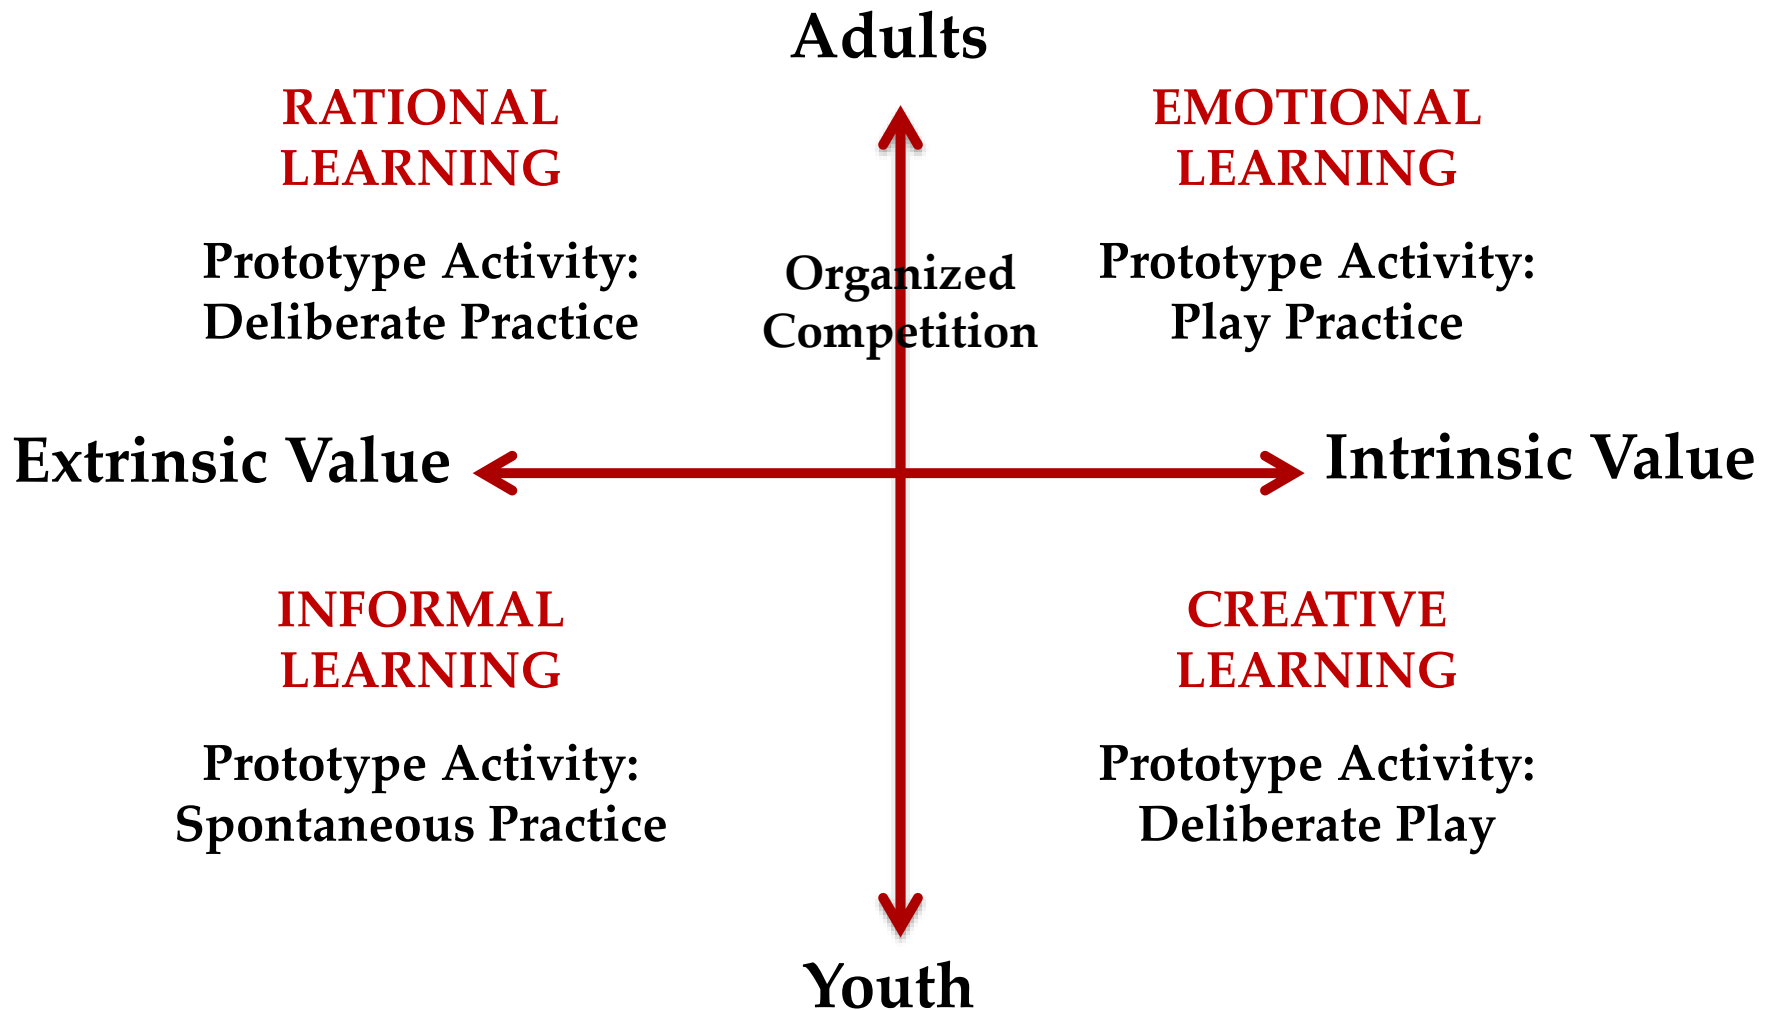 Adults
RATIONAL
LEARNING
Prototype Activity:
Deliberate Practice
Organized
Competition
EMOTIONAL
LEARNING
Prototype Activity:
Play Practice
Extrinsic Value
Intrinsic Value
INFORMAL
LEARNING
Prototype Activity:
Spontaneous Practice
CREATIVE
LEARNING
Prototype Activity:
Deliberate Play
Youth